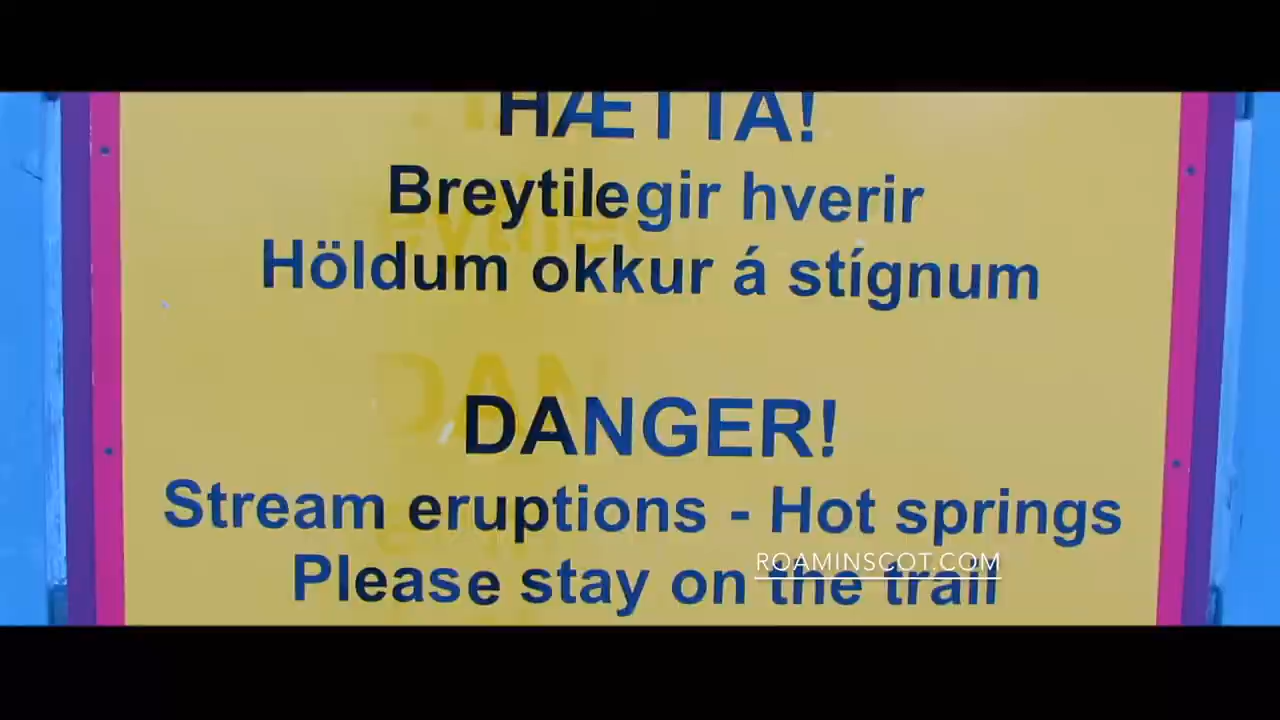 HÆTTA!
Breytilegir hverir
Höldum okkur á stígnum
DANGER!
Stream eruptions - Hot springs
Please stay on the trail
ROAMINSCOT.COM